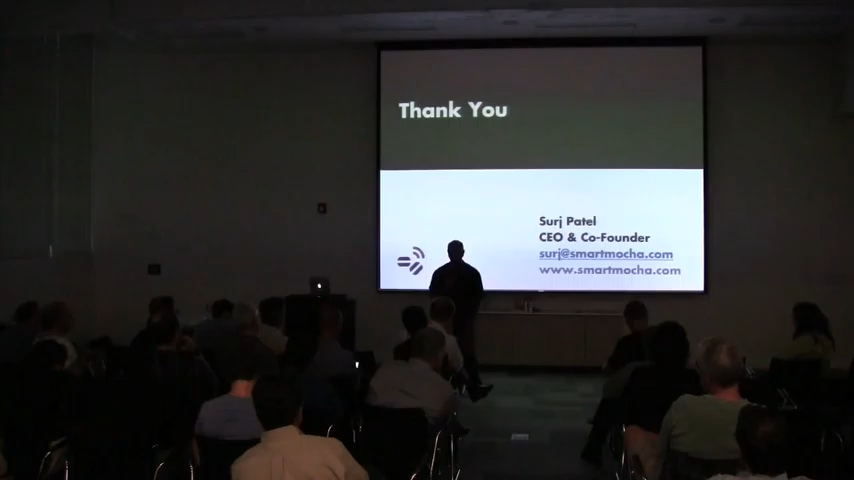 Thank You
Surj Patel
CEO & Co-Founder
surj@smartmocha.com
www.smartmocha.com